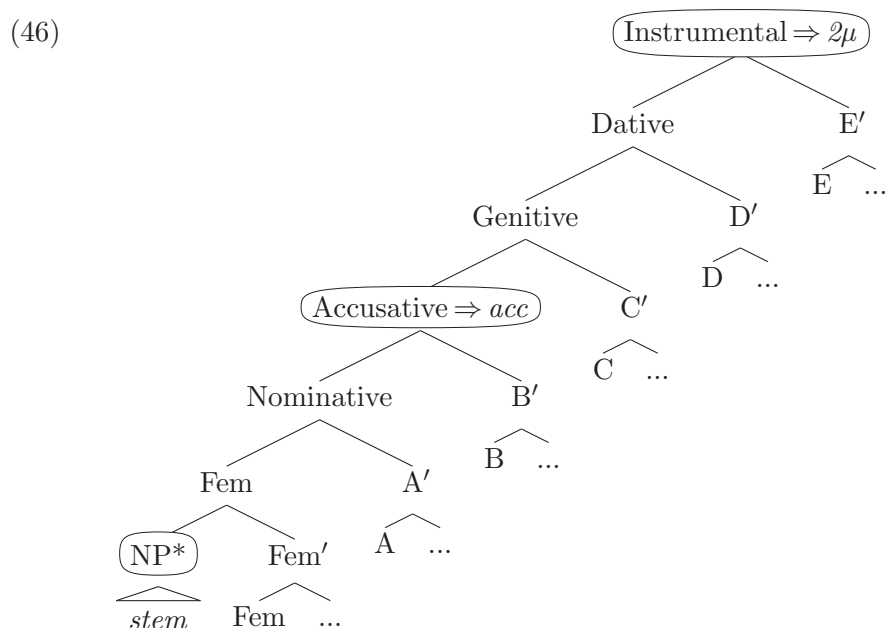 (46)
Instrumental ⇒ 2μ
Dative E′
Genitive D′ E ...
Accusative ⇒ acc C′ D ...
Nominative B′ C ...
Fem A′ B ...
NP* Fem′ A ...
stem Fem ...